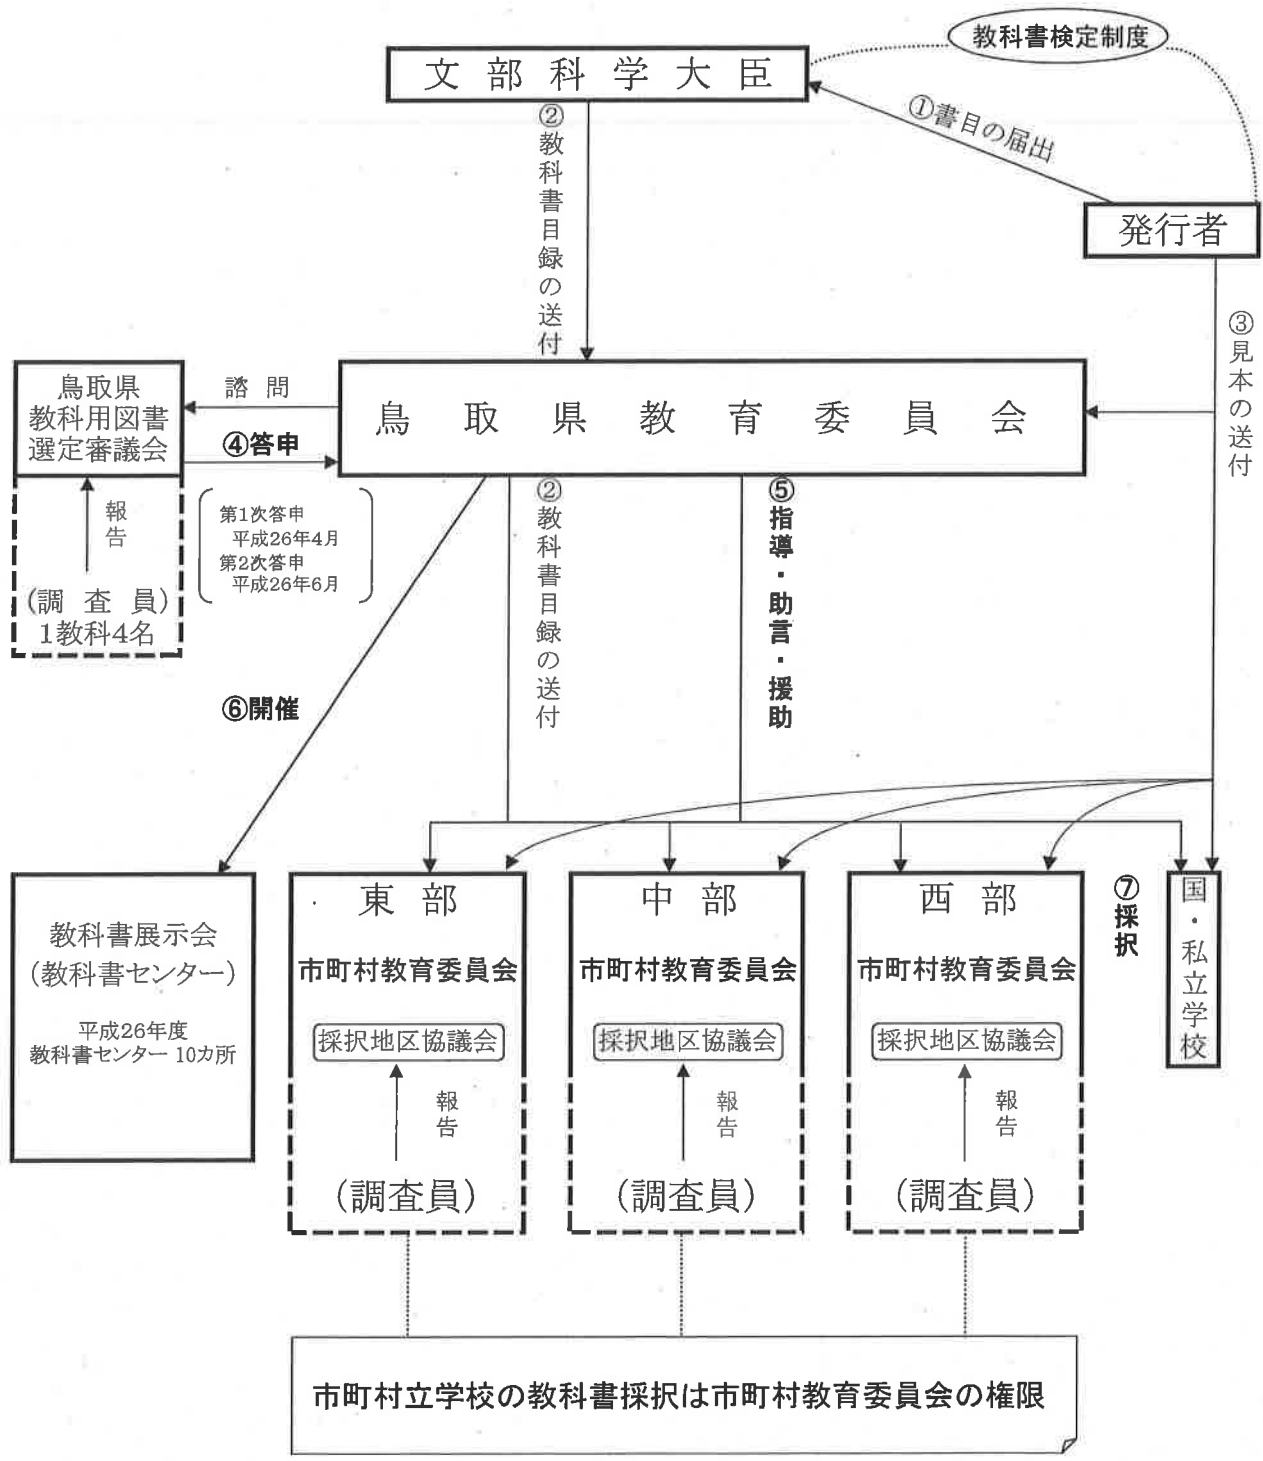 教科書検定制度
文部科学大臣
①書目の届出
発行者
②教科書目録の送付
③見本の送付
鳥取県
教科用図書
選定審議会
諮問
④答申
鳥取県教育委員会
報告
(調査員)
1教科4名
第1次答申
平成26年4月
第2次答申
平成26年6月
②教科書目録の送付
⑤指導・助言・援助
⑥開催
教科書展示会
(教科書センター)
平成26年度
教科書センター 10カ所
東部
市町村教育委員会
採択地区協議会
報告
(調査員)
中部
市町村教育委員会
採択地区協議会
報告
(調査員)
西部
市町村教育委員会
採択地区協議会
報告
(調査員)
⑦採択
国・私立学校
市町村立学校の教科書採択は市町村教育委員会の権限